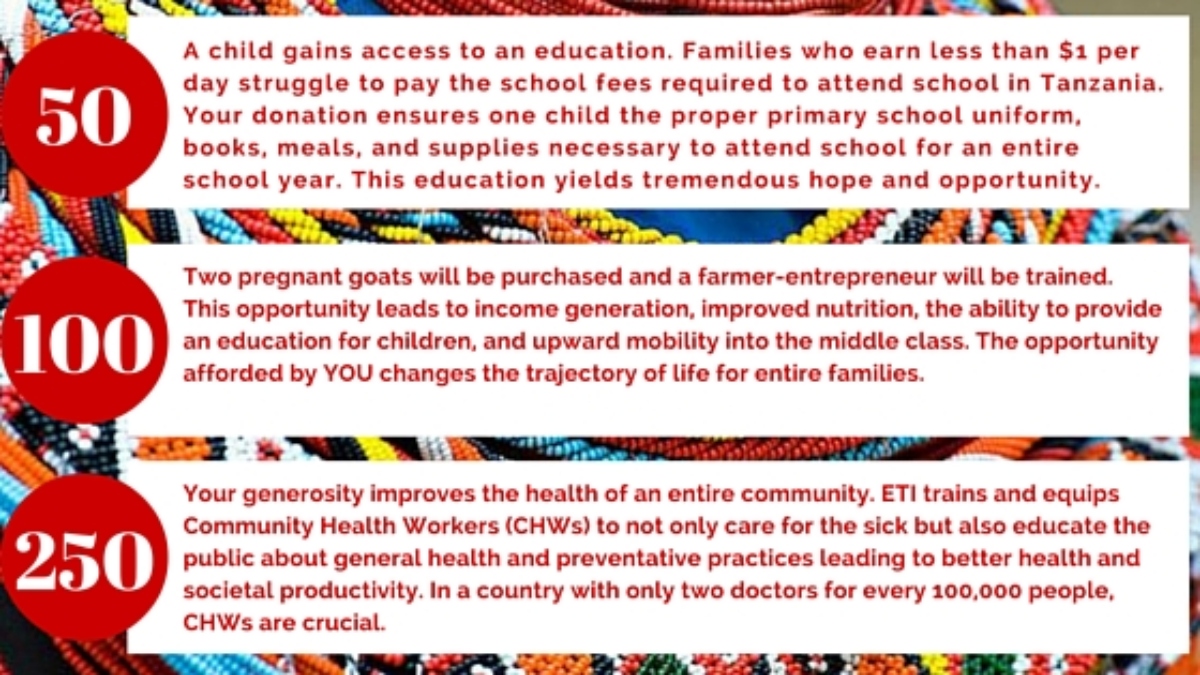 50
A child gains access to an education. Families who earn less than $1 per
day struggle to pay the school fees required to attend school in Tanzania.
Your donation ensures one child the proper primary school uniform,
books, meals, and supplies necessary to attend school for an entire
school year. This education yields tremendous hope and opportunity.
100
Two pregnant goats will be purchased and a farmer-entrepreneur will be trained.
This opportunity leads to income generation, improved nutrition, the ability to provide
an education for children, and upward mobility into the middle class. The opportunity
afforded by YOU changes the trajectory of life for entire families.
250
Your generosity improves the health of an entire community. ETI trains and equips
Community Health Workers (CHWs) to not only care for the sick but also educate the
public about general health and preventative practices leading to better health and
societal productivity. In a country with only two doctors for every 100,000 people,
CHWs are crucial.